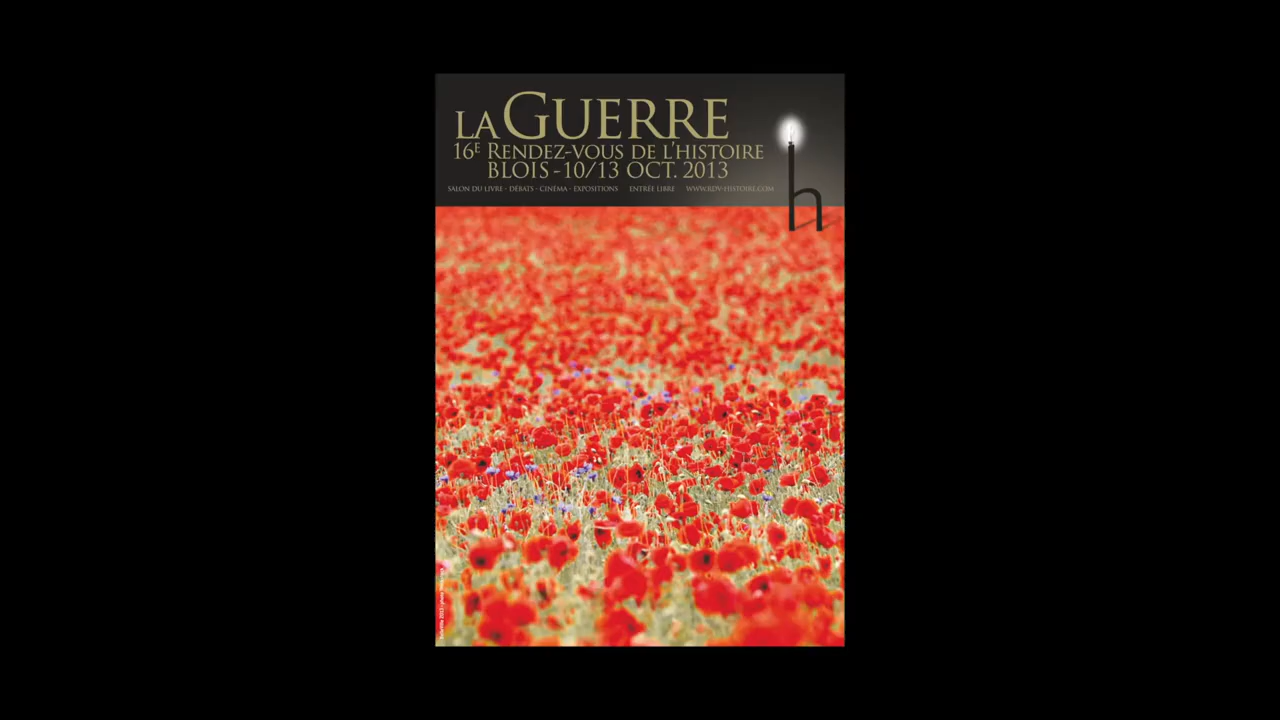 LA GUERRE
16E RENDEZ-VOUS DE L'HISTOIRE
BLOIS - 10/13 OCT. 2013
SALON DU LIVRE - DÉBATS - CINÉMA - EXPOSITIONS ENTRÉE LIBRE WWW.RDV-HISTOIRE.COM
h